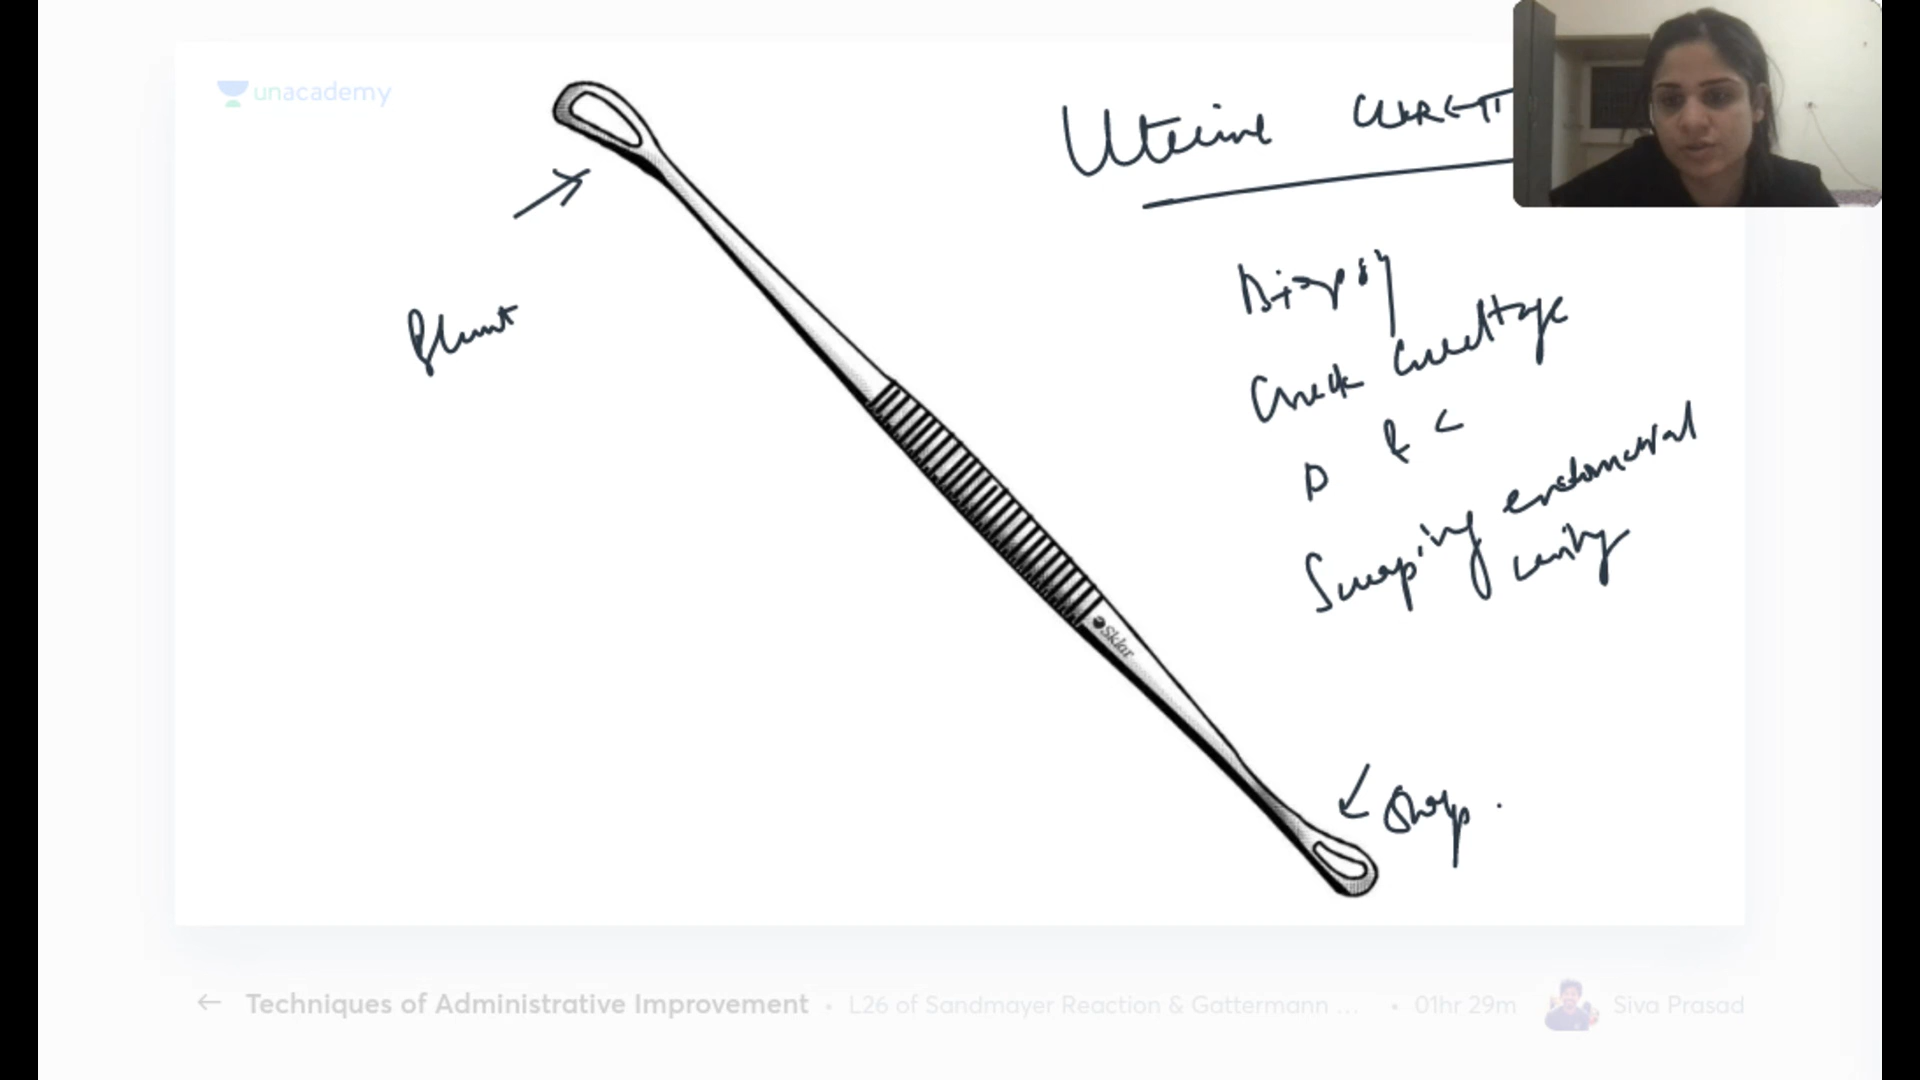 unacademy
Uterine CURETT
Blunt
Biopsy
Check Curettage
D & C
Scraping endometrial
cavity
Sklar
Sharp.
← Techniques of Administrative Improvement • L26 of Sandmayer Reaction & Gattermann ... • 01hr 29m Siva Prasad